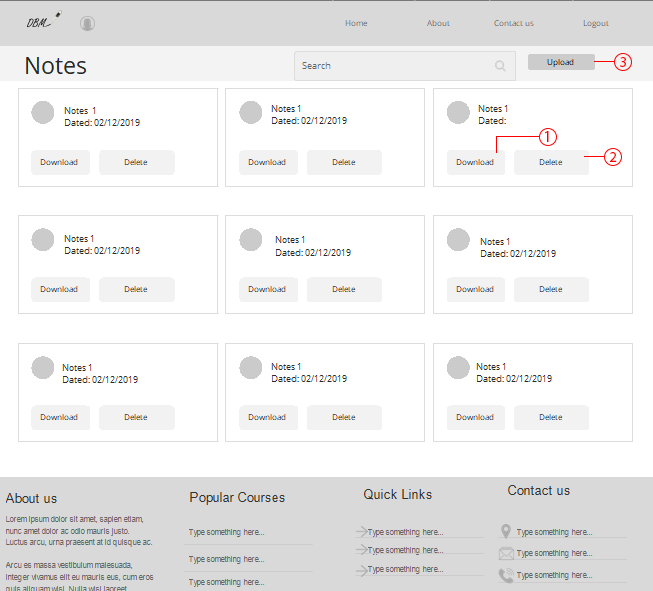 DBM
Home About Contact us Logout
Notes
Search
Upload
3
Notes 1
Dated: 02/12/2019
Download Delete
Notes 1
Dated: 02/12/2019
Download Delete
Notes 1
Dated:
1
Download Delete
2
Notes 1
Dated: 02/12/2019
Download Delete
Notes 1
Dated: 02/12/2019
Download Delete
Notes 1
Dated: 02/12/2019
Download Delete
Notes 1
Dated: 02/12/2019
Download Delete
Notes 1
Dated: 02/12/2019
Download Delete
Notes 1
Dated: 02/12/2019
Download Delete
About us
Lorem ipsum dolor sit amet, sapien etiam,
nunc amet dolor ac odio mauris justo.
Luctus arcu, urna praesent at id quisque ac.
Arcu es massa vestibulum malesuada,
integer vivamus elit eu mauris eus, cum eros
quis aliquam wisi. Nulla wisi laoreet
Popular Courses
Type something here...
Type something here...
Type something here...
Quick Links
Type something here...
Type something here...
Type something here...
Contact us
Type something here...
Type something here...
Type something here...